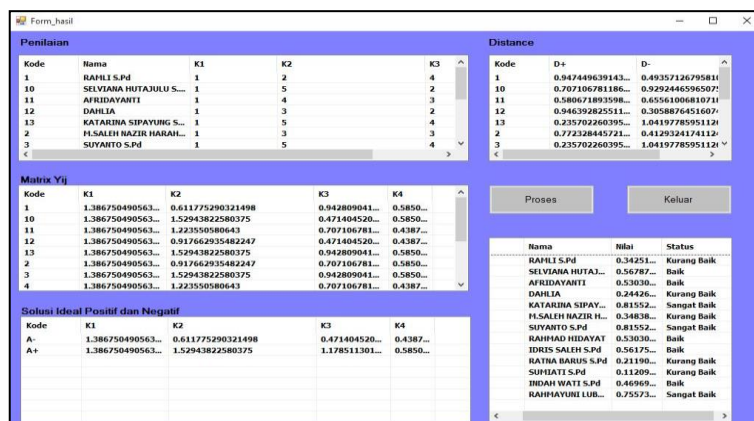 Form_hasil
Penilaian
Kode Nama K1 K2 K3
1 RAMLI S.Pd 1 2 4
10 SELVIANA HUTAJULU S.... 1 5 2
11 AFRIDAYANTI 1 4 3
12 DAHLIA 1 3 2
13 KATARINA SIPAYUNG S... 1 5 4
2 M.SALEH NAZIR HARAH... 1 3 3
3 SUYANTO S.Pd 1 5 4
Distance
Kode D+ D-
1 0.947449639143... 0.4935712679581
10 0.707106781186... 0.9292446596507
11 0.580671893598... 0.6556100681071
12 0.946392825511... 0.3058876451607
13 0.235702260395... 1.0419778595112
2 0.772328445721... 0.4129324174112
3 0.235702260395... 1.0419778595112
Matrix Yij
Kode K1 K2 K3 K4
1 1.386750490563... 0.611775290321498 0.942809041... 0.5850...
10 1.386750490563... 1.52943822580375 0.471404520... 0.5850...
11 1.386750490563... 1.223550580643 0.707106781... 0.4387...
12 1.386750490563... 0.917662935482247 0.471404520... 0.5850...
13 1.386750490563... 1.52943822580375 0.942809041... 0.5850...
2 1.386750490563... 0.917662935482247 0.707106781... 0.5850...
3 1.386750490563... 1.52943822580375 0.942809041... 0.5850...
4 1.386750490563... 1.223550580643 0.707106781... 0.4387...
Proses Keluar
Solusi Ideal Positif dan Negatif
Kode K1 K2 K3 K4
A- 1.386750490563... 0.611775290321498 0.471404520... 0.4387...
A+ 1.386750490563... 1.52943822580375 1.178511301... 0.5850...
Nama Nilai Status
RAMLI S.Pd 0.34251... Kurang Baik
SELVIANA HUTAJ... 0.56787... Baik
AFRIDAYANTI 0.53030... Baik
DAHLIA 0.24426... Kurang Baik
KATARINA SIPAY... 0.81552... Sangat Baik
M.SALEH NAZIR H... 0.34838... Kurang Baik
SUYANTO S.Pd 0.81552... Sangat Baik
RAHMAD HIDAYAT 0.53030... Baik
IDRIS SALEH S.Pd 0.56175... Baik
RATNA BARUS S.Pd 0.21190... Kurang Baik
SUMIATI S.Pd 0.11209... Kurang Baik
INDAH WATI S.Pd 0.46969... Baik
RAHMAYUNI LUB... 0.75573... Sangat Baik